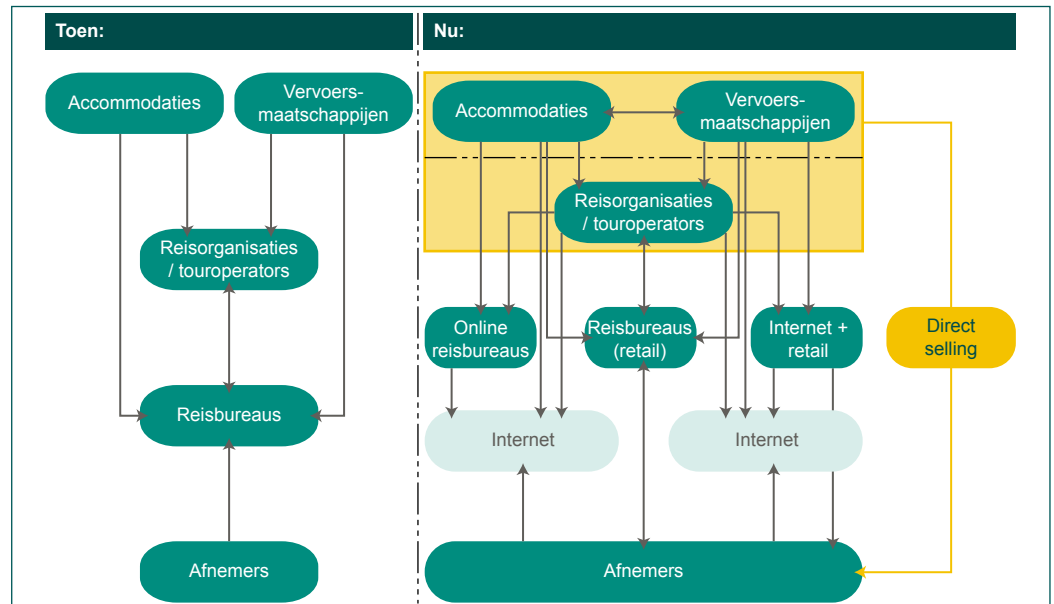 Toen:
Accommodaties
Vervoers-
maatschappijen
Reisorganisaties
/ touroperators
Reisbureaus
Afnemers
Nu:
Accommodaties
Vervoers-
maatschappijen
Reisorganisaties
/ touroperators
Online
reisbureaus
Reisbureaus
(retail)
Internet +
retail
Direct
selling
Internet
Internet
Afnemers